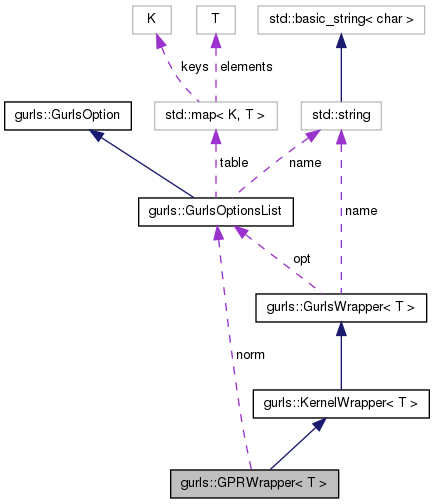 K
T
std::basic_string< char >
keys
elements
gurls::GurlsOption
std::map< K, T >
std::string
table
name
gurls::GurlsOptionsList
opt
name
gurls::GurlsWrapper< T >
norm
gurls::KernelWrapper< T >
gurls::GPRWrapper< T >